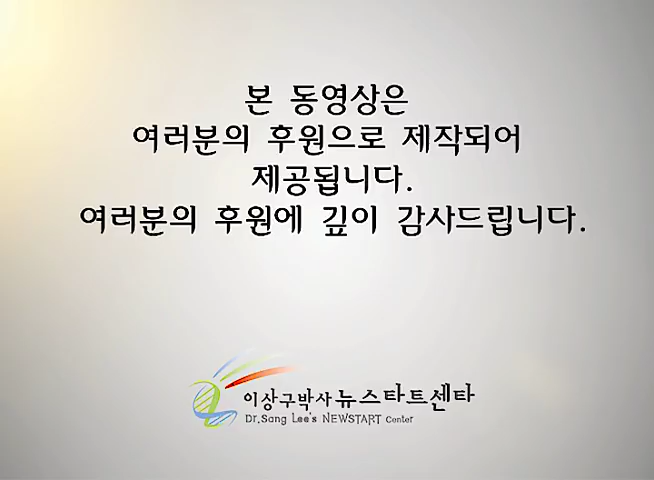 본 동영상은
여러분의 후원으로 제작되어
제공됩니다.
여러분의 후원에 깊이 감사드립니다.
이상구박사뉴스타트센타
Dr.Sang Lee's NEWSTART Center